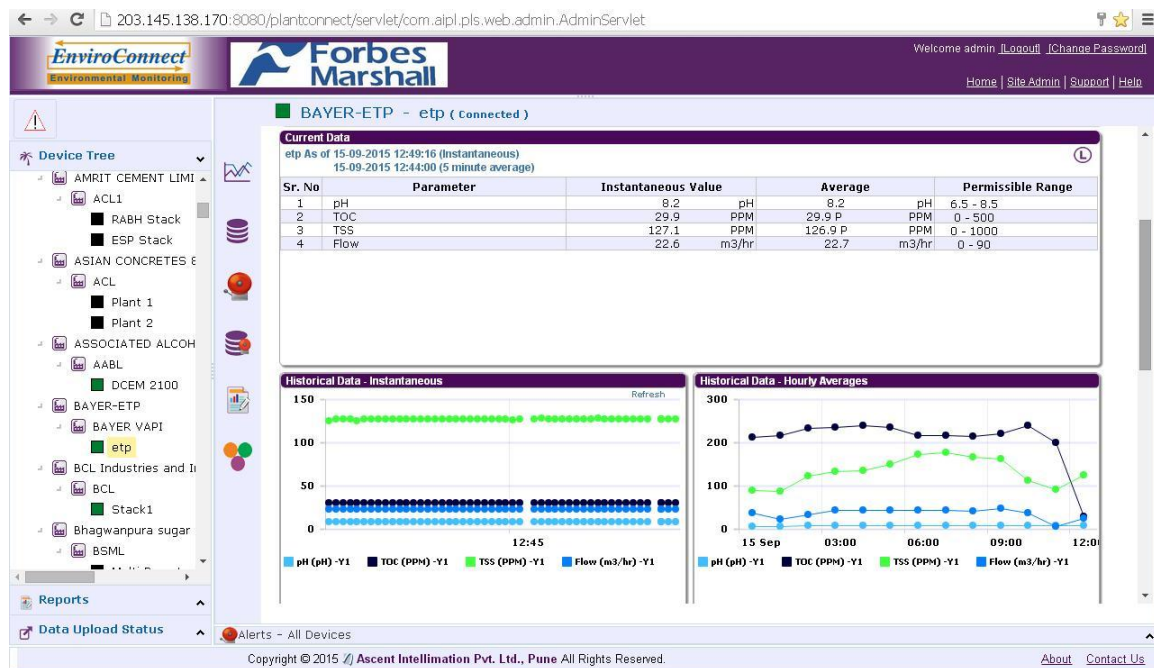 203.145.138.170:8080/plantconnect/servlet/com.aipl.pls.web.admin.AdminServlet
EnviroConnect
Environmental Monitoring
Forbes
Marshall
Welcome admin [Logout] [Change Password]
Home | Site Admin | Support | Help
BAYER-ETP - etp ( Connected )
Device Tree
AMRIT CEMENT LIMI
ACL1
RABH Stack
ESP Stack
ASIAN CONCRETES &
ACL
Plant 1
Plant 2
ASSOCIATED ALCOH
AABL
DCEM 2100
BAYER-ETP
BAYER VAPI
etp
BCL Industries and I
BCL
Stack1
Bhagwanpura sugar
BSML
Reports
Data Upload Status
Current Data
etp As of 15-09-2015 12:49:16 (Instantaneous)
15-09-2015 12:44:00 (5 minute average)
L
Sr. No Parameter Instantaneous Value Average Permissible Range
1 pH 8.2 pH 8.2 pH 6.5 - 8.5
2 TOC 29.9 PPM 29.9 P PPM 0 - 500
3 TSS 127.1 PPM 126.9 P PPM 0 - 1000
4 Flow 22.6 m3/hr 22.7 m3/hr 0 - 90
Historical Data - Instantaneous
Refresh
150
100
50
0
12:45
pH (pH) -Y1 TOC (PPM) -Y1 TSS (PPM) -Y1 Flow (m3/hr) -Y1
Historical Data - Hourly Averages
300
200
100
0
15 Sep 03:00 06:00 09:00 12:0
pH (pH) -Y1 TOC (PPM) -Y1 TSS (PPM) -Y1 Flow (m3/hr) -Y1
Alerts - All Devices
Copyright © 2015 Ascent Intellimation Pvt. Ltd., Pune All Rights Reserved.
About Contact Us